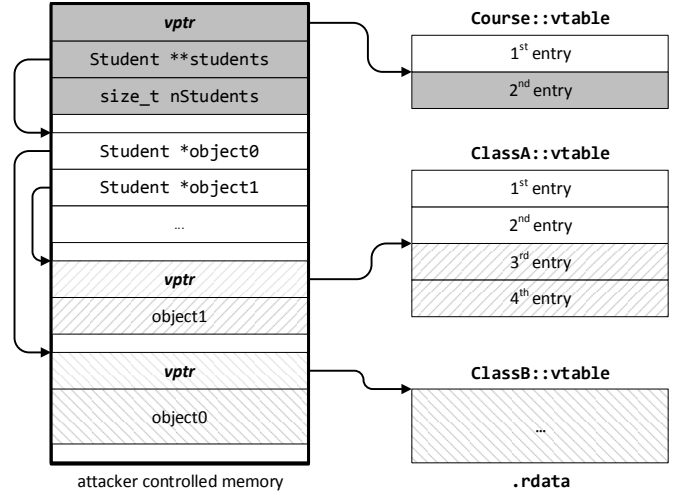 vptr
Student **students
size_t nStudents
Student *object0
Student *object1
...
vptr
object1
vptr
object0
attacker controlled memory
Course::vtable
1st entry
2nd entry
ClassA::vtable
1st entry
2nd entry
3rd entry
4th entry
ClassB::vtable
...
.rdata